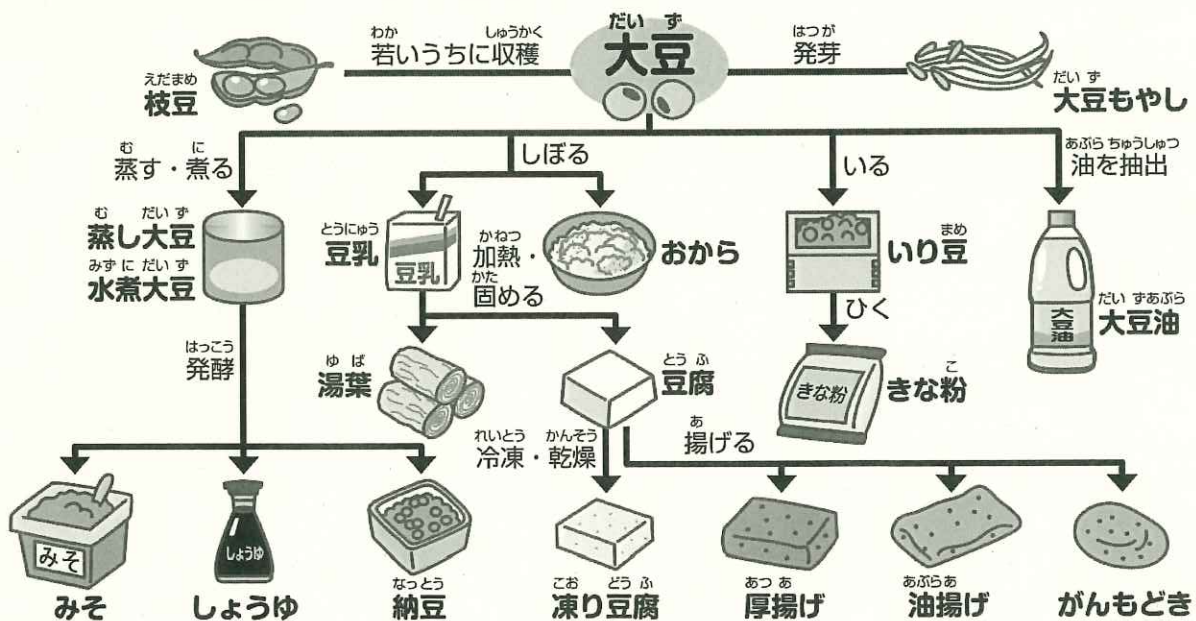 だいず
大豆
わか しゅうかく
若いうちに収穫
はつが
発芽
えだまめ
枝豆
だいず
大豆もやし
む に
蒸す・煮る
しぼる
いる
あぶら ちゅうしゅつ
油を抽出
む だいず
蒸し大豆
みずに だいず
水煮大豆
とうにゅう
豆乳
豆乳
かねつ
加熱・
かた
固める
おから
まめ
いり豆
ひく
大豆油
だいずあぶら
大豆油
はっこう
発酵
ゆば
湯葉
とうふ
豆腐
きな粉
こ
きな粉
れいとう かんそう
冷凍・乾燥
あ
揚げる
みそ
みそ
しょうゆ
しょうゆ
なっとう
納豆
こお どうふ
凍り豆腐
あつあ
厚揚げ
あぶらあ
油揚げ
がんもどき